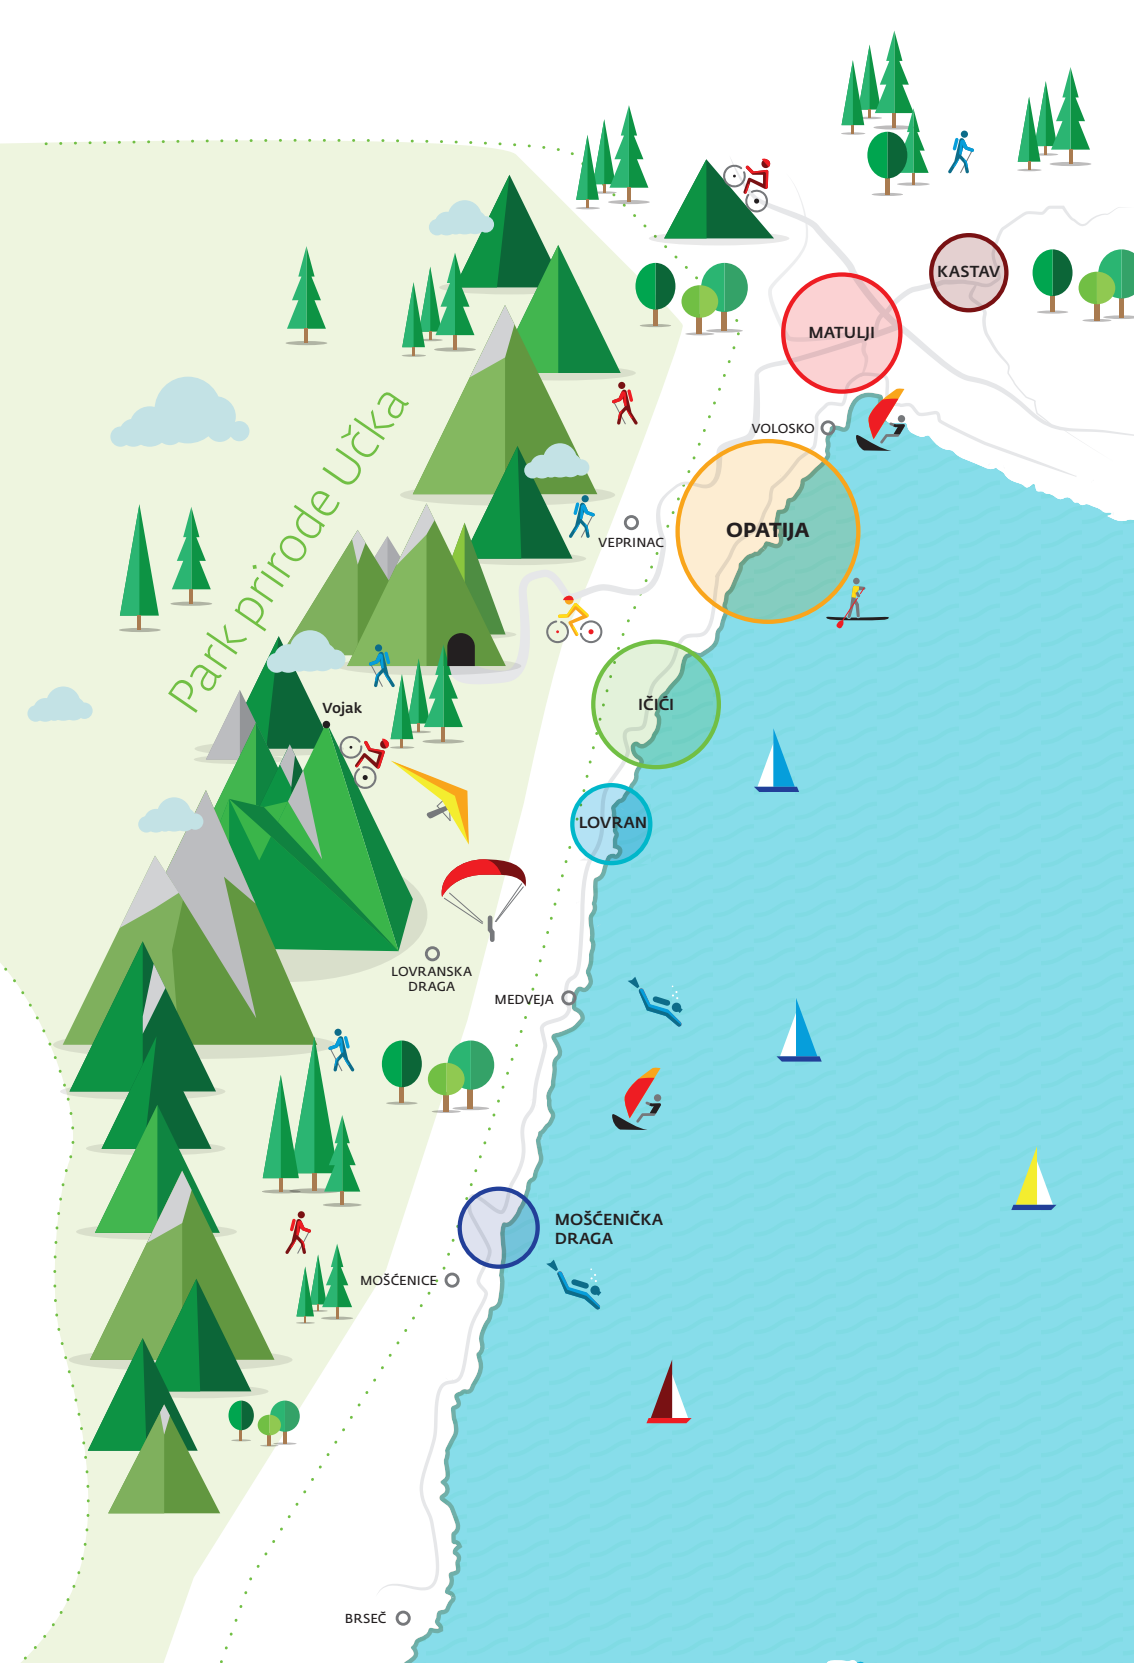 KASTAV
MATULJI
Park prirode Učka
VOLOSKO
OPATIJA
VEPRINAC
IČIĆI
Vojak
LOVRAN
LOVRANSKA
DRAGA
MEDVEJA
MOŠĆENIČKA
DRAGA
MOŠĆENICE
BRSEČ